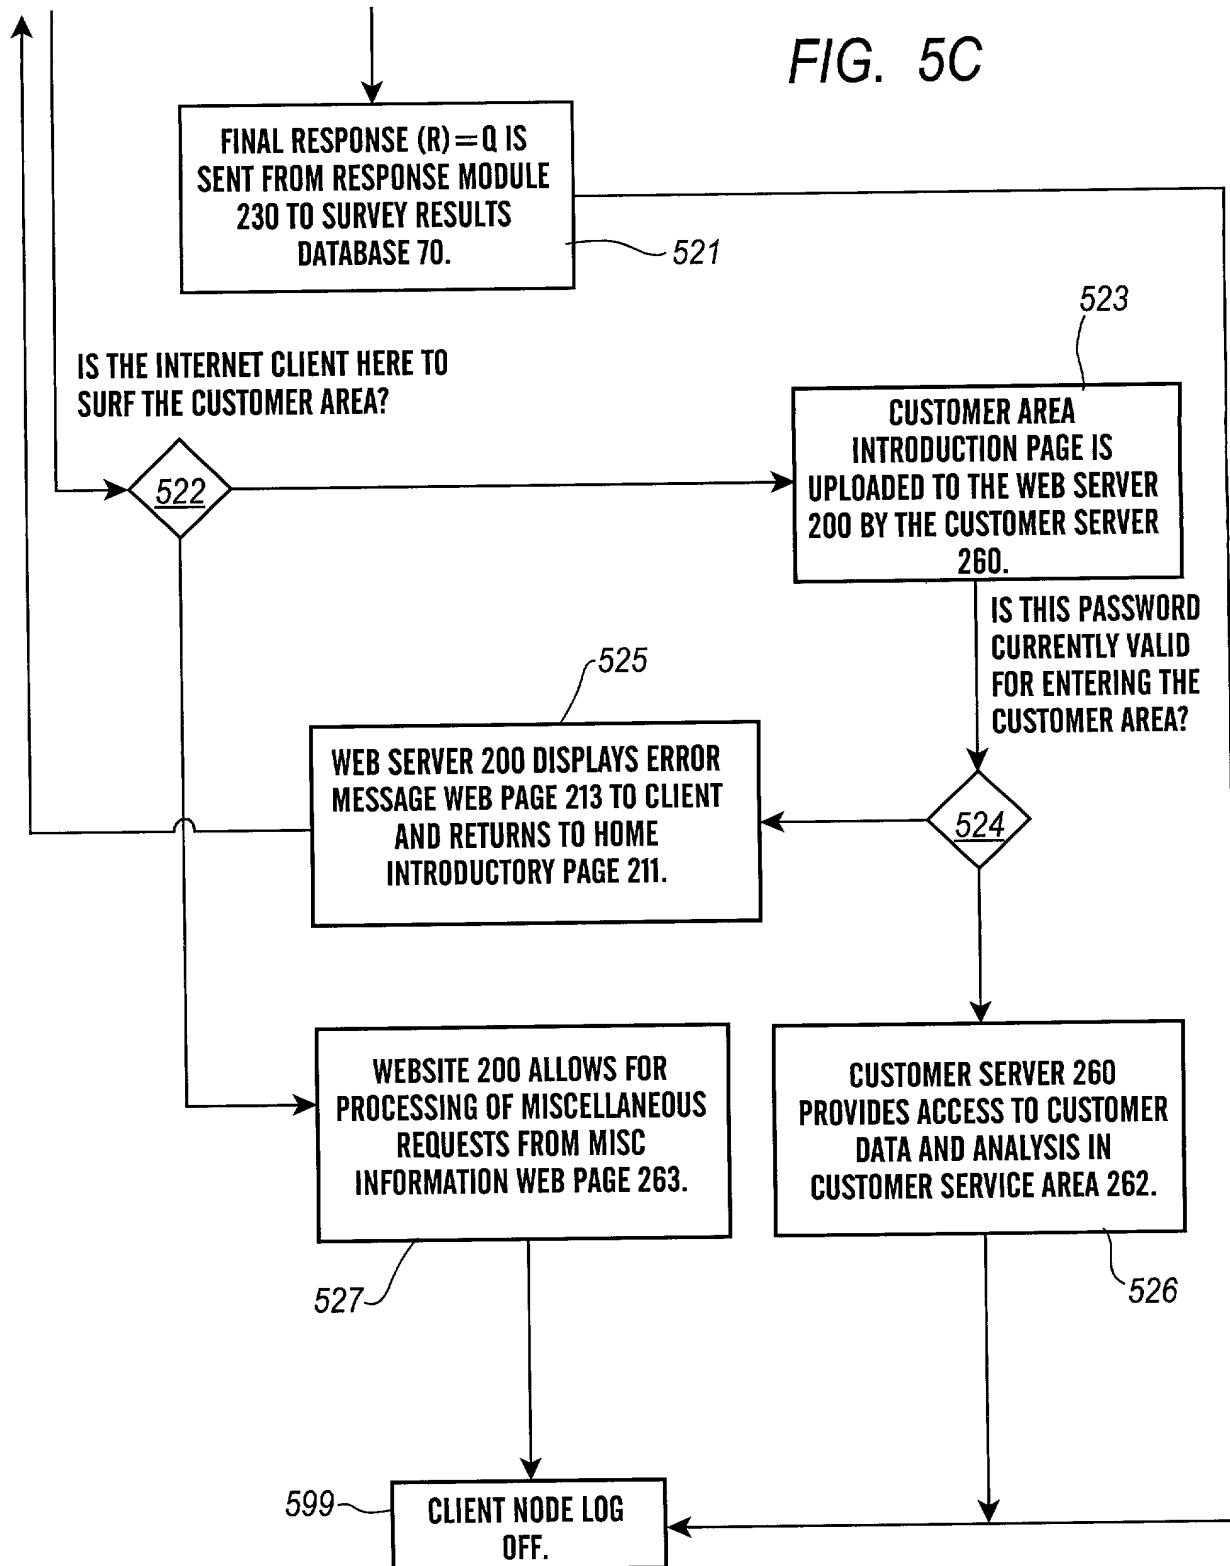 FIG. 5C
FINAL RESPONSE (R)=Q IS
SENT FROM RESPONSE MODULE
230 TO SURVEY RESULTS
DATABASE 70.
521
IS THE INTERNET CLIENT HERE TO
SURF THE CUSTOMER AREA?
522
523
CUSTOMER AREA
INTRODUCTION PAGE IS
UPLOADED TO THE WEB SERVER
200 BY THE CUSTOMER SERVER
260.
IS THIS PASSWORD
CURRENTLY VALID
FOR ENTERING THE
CUSTOMER AREA?
525
WEB SERVER 200 DISPLAYS ERROR
MESSAGE WEB PAGE 213 TO CLIENT
AND RETURNS TO HOME
INTRODUCTORY PAGE 211.
524
WEBSITE 200 ALLOWS FOR
PROCESSING OF MISCELLANEOUS
REQUESTS FROM MISC
INFORMATION WEB PAGE 263.
527
CUSTOMER SERVER 260
PROVIDES ACCESS TO CUSTOMER
DATA AND ANALYSIS IN
CUSTOMER SERVICE AREA 262.
526
599
CLIENT NODE LOG
OFF.